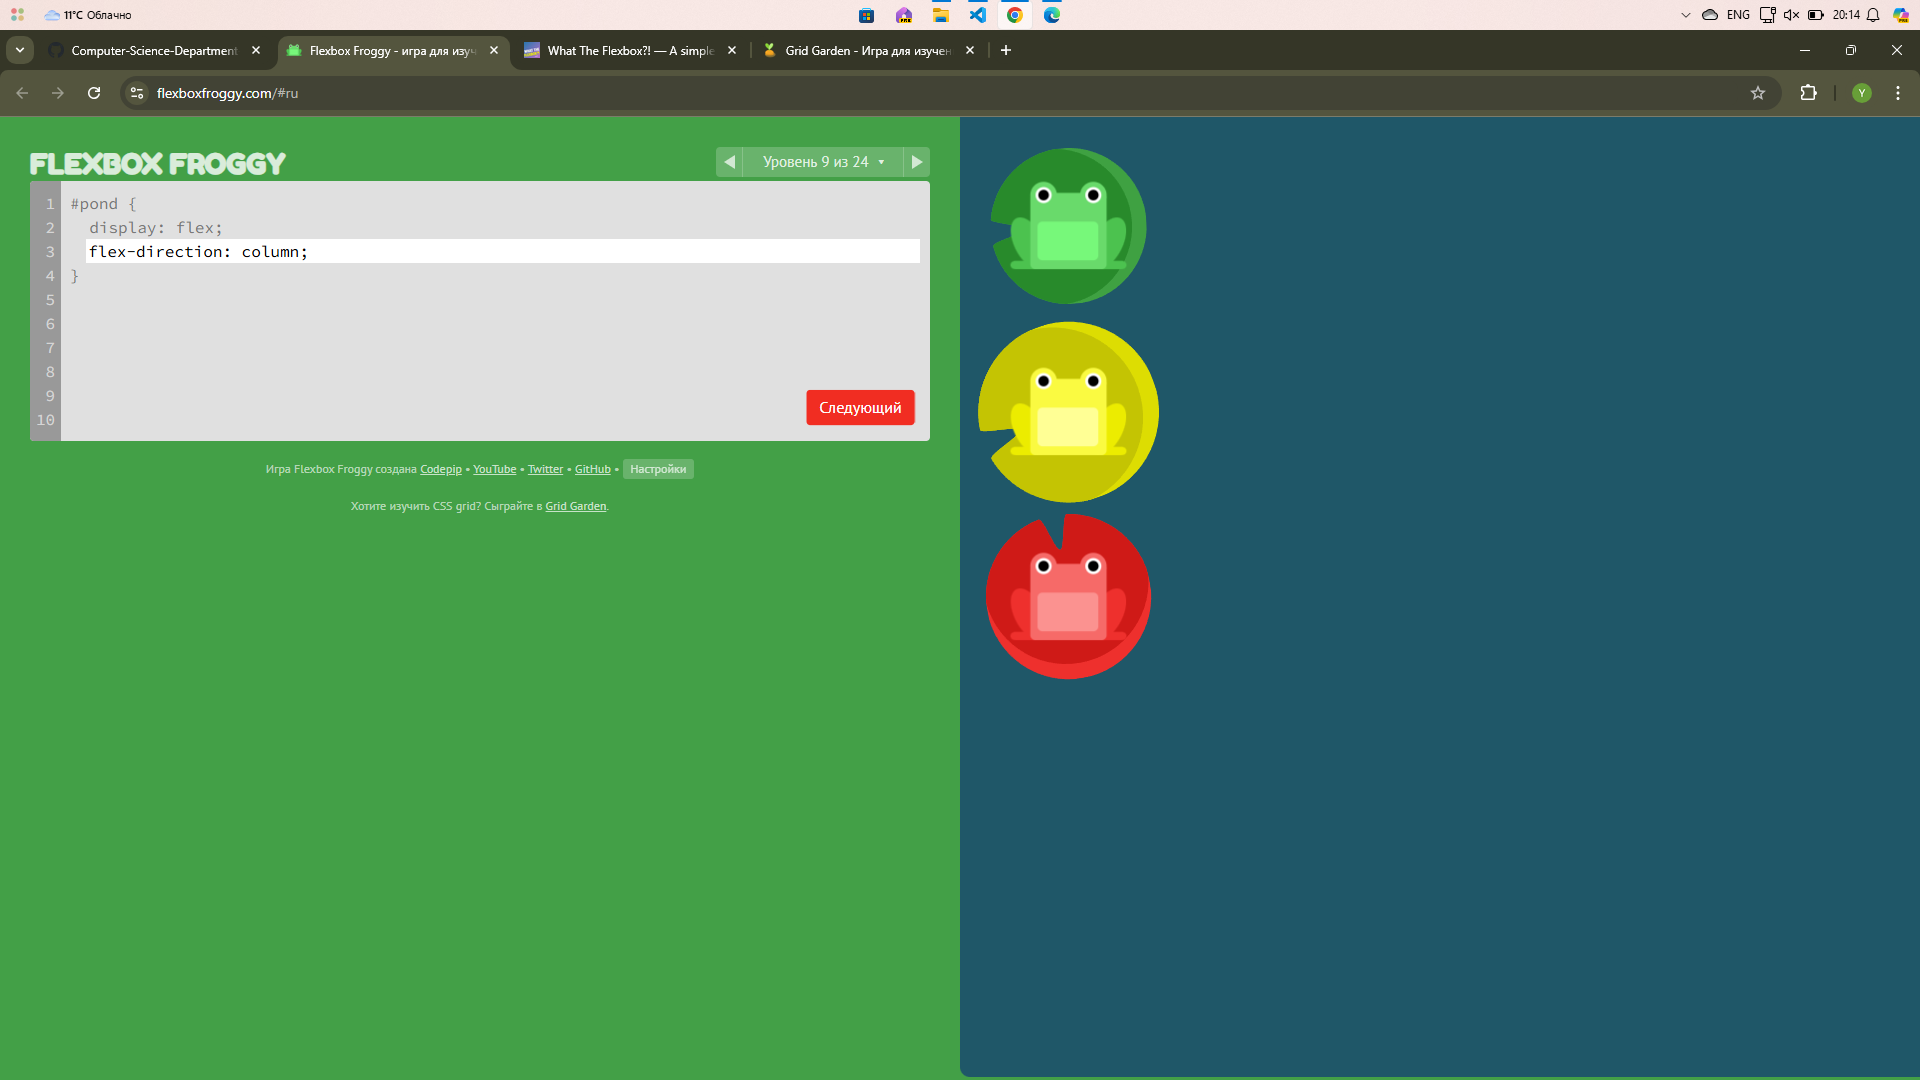 11°C Облачно
ENG 20:14
Computer-Science-Department
Flexbox Froggy - игра для изуч
What The Flexbox?! — A simple
Grid Garden - Игра для изучен
flexboxfroggy.com/#ru
Y
FLEXBOX FROGGY
Уровень 9 из 24
1 #pond {
2 display: flex;
3 flex-direction: column;
4 }
5
6
7
8
9
10
Следующий
Игра Flexbox Froggy создана Codepip • YouTube • Twitter • GitHub • Настройки
Хотите изучить CSS grid? Сыграйте в Grid Garden.